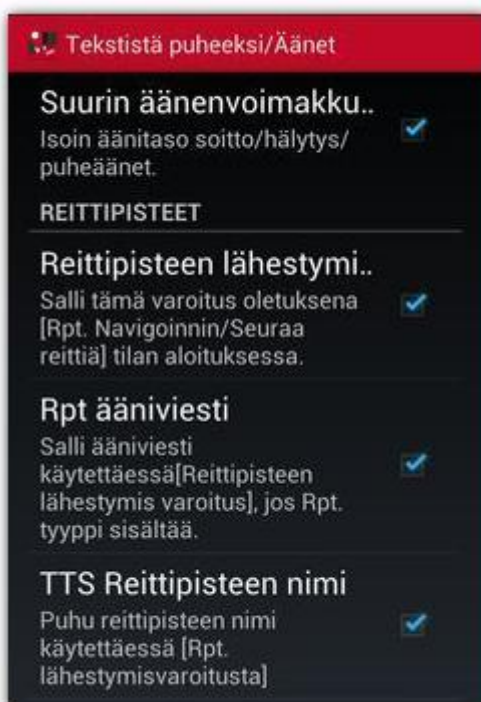 Tekstistä puheeksi/Äänet
Suurin äänenvoimakku..
Isoin äänitaso soitto/hälytys/
puheäänet.
REITTIPISTEET
Reittipisteen lähestymi..
Salli tämä varoitus oletuksena
[Rpt. Navigoinnin/Seuraa
reittiä] tilan aloituksessa.
Rpt ääniviesti
Salli ääniviesti
käytettäessä[Reittipisteen
lähestymis varoitus], jos Rpt.
tyyppi sisältää.
TTS Reittipisteen nimi
Puhu reittipisteen nimi
käytettäessä [Rpt.
lähestymisvaroitusta]